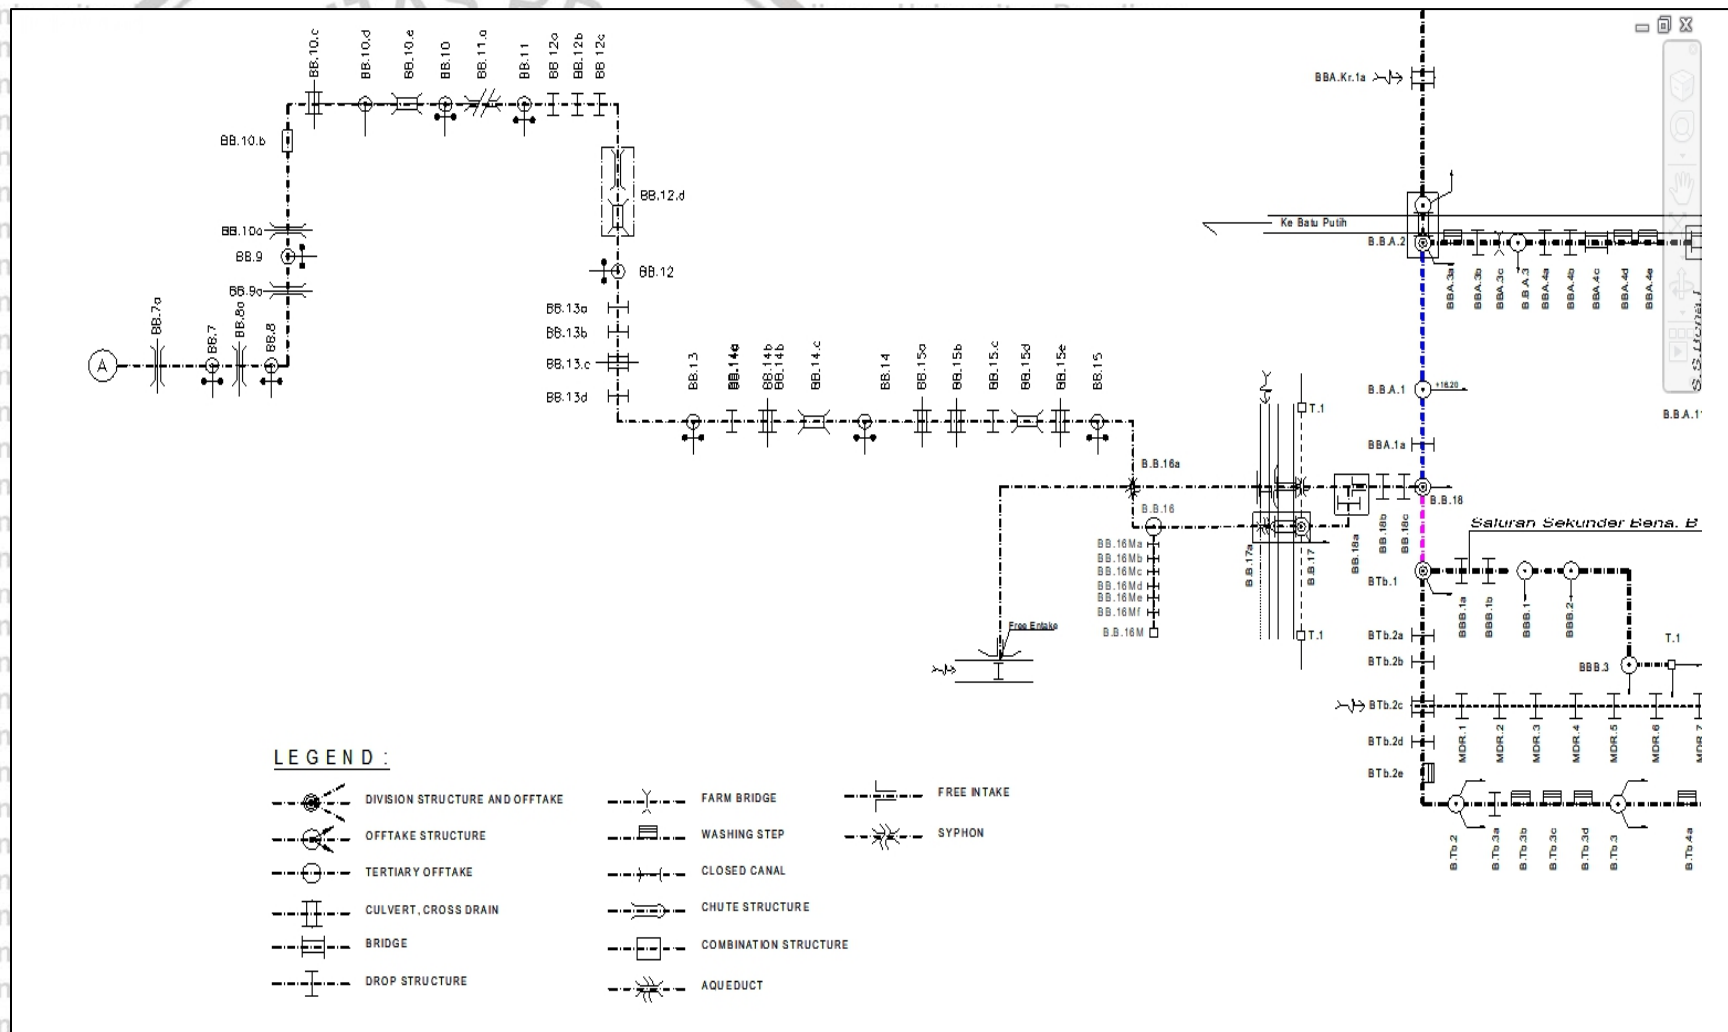 BB.10.c
BB.10.d
BB.10.e
BB.10
BB.11.a
BB.11
BB 12a
BB 12b
BB 12c
BB.10.b
BB.10a
BB.9
BB.9a
BB.7a
BB.7
BB.8a
BB.8
A
BB.12.d
BB.12
BB.13a
BB.13b
BB.13.c
BB.13d
BB.13
BB.14a
BB.14b
BB.14b
BB.14.c
BB.14
BB.15a
BB.15b
BB.15.c
BB.15d
BB.15e
BB.15
B.B.16a
B.B.16
BB.16Ma
BB.16Mb
BB.16Mc
BB.16Md
BB.16Me
BB.16Mf
B.B.16M
Free Entake
B.B.17a
B.B.17
T.1
T.1
BB.18a
BB.18b
BB.18c
B.B.18
BBA.Kr.1a
Ke Batu Putih
B.B.A.2
BBA.3a
BBA.3b
BBA.3c
B.B.A.3
BBA.4a
BBA.4b
BBA.4c
BBA.4d
BBA.4e
B.B.A.1
+18.20
BBA.1a
B.B.A.1
Saluran Sekunder Bena. B
BTb.1
BBB.1a
BBB.1b
BBB.1
BBB.2
BBB.3
T.1
BTb.2a
BTb.2b
BTb.2c
BTb.2d
BTb.2e
MDR.1
MDR.2
MDR.3
MDR.4
MDR.5
MDR.6
MDR.7
B.Tb.2
B.Tb.3a
B.Tb.3b
B.Tb.3c
B.Tb.3d
B.Tb.3
B.Tb.4a
LEGEND :
DIVISION STRUCTURE AND OFFTAKE
OFFTAKE STRUCTURE
TERTIARY OFFTAKE
CULVERT, CROSS DRAIN
BRIDGE
DROP STRUCTURE
FARM BRIDGE
WASHING STEP
CLOSED CANAL
CHUTE STRUCTURE
COMBINATION STRUCTURE
AQUEDUCT
FREE INTAKE
SYPHON